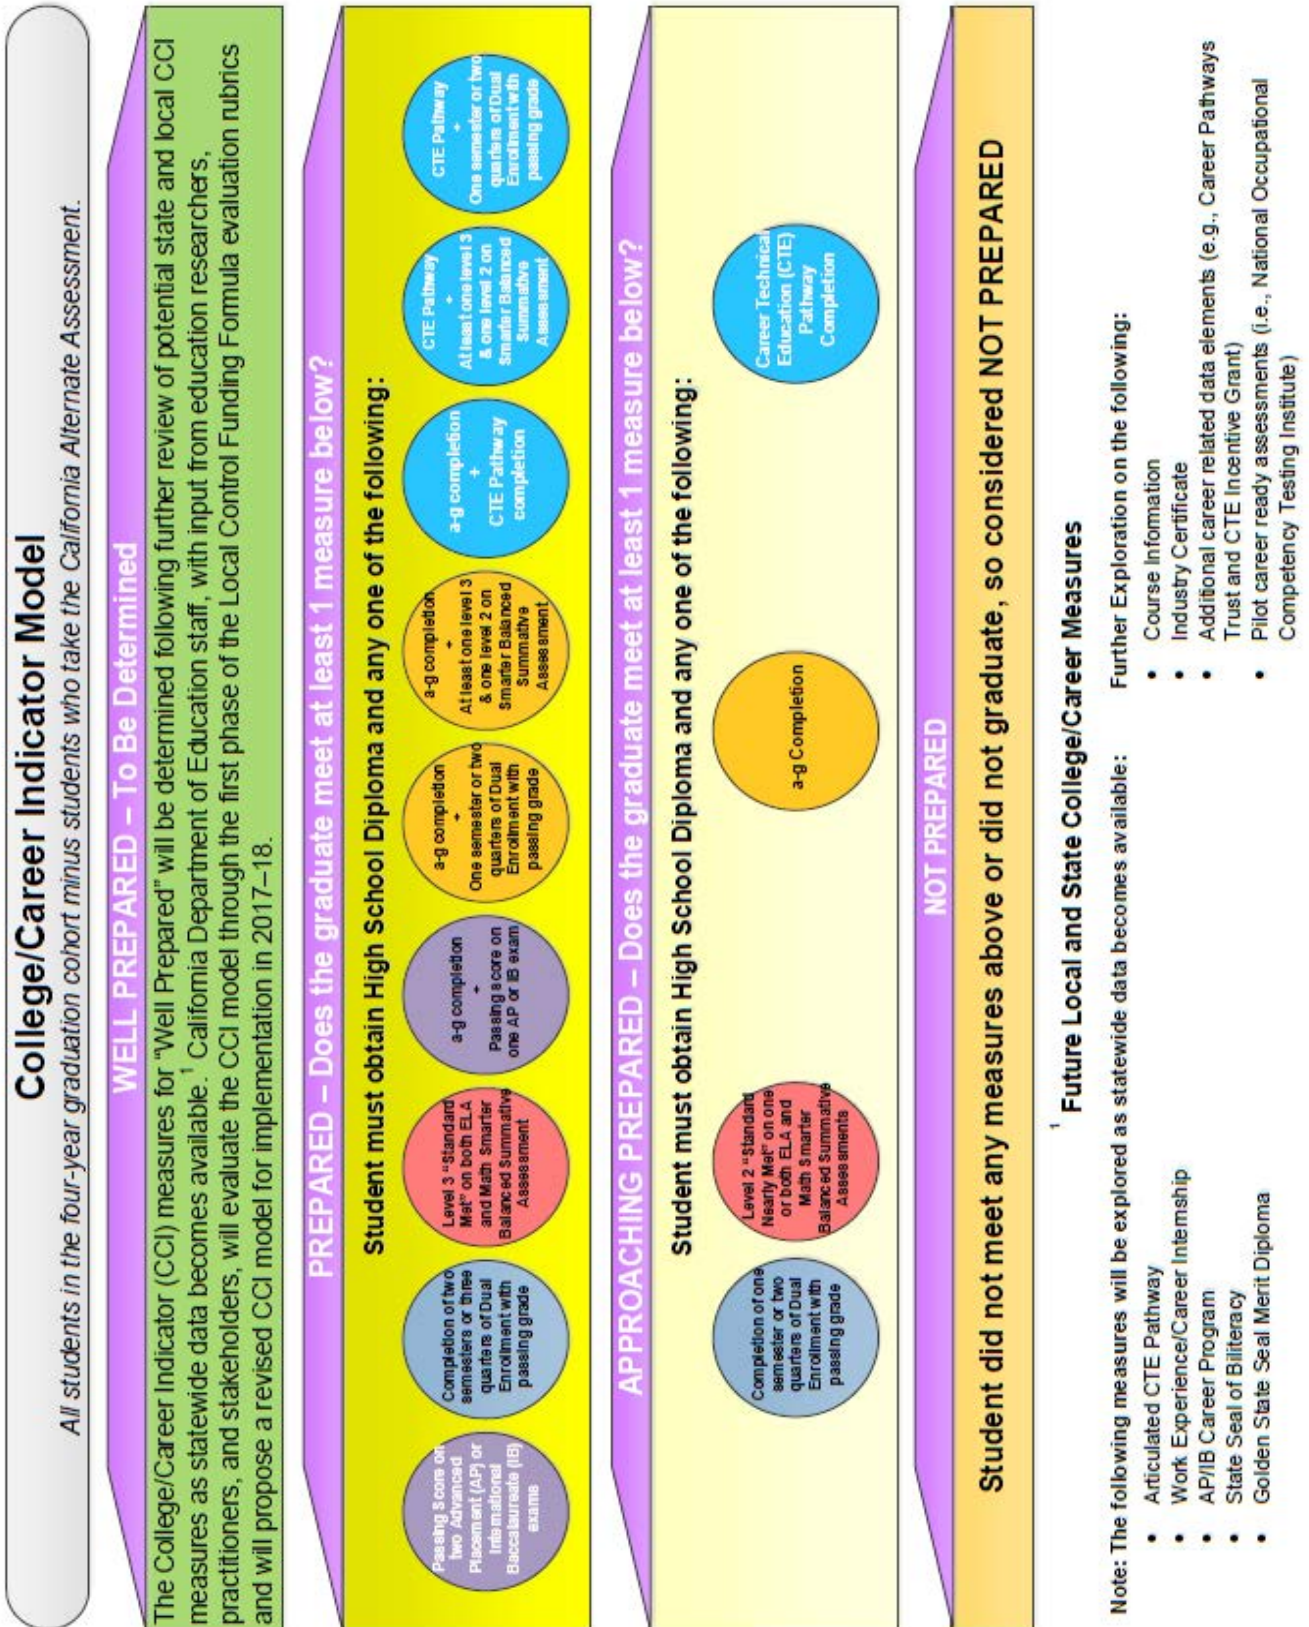 College/Career Indicator Model
All students in the four-year graduation cohort minus students who take the California Alternate Assessment.
WELL PREPARED – To Be Determined
The College/Career Indicator (CCI) measures for "Well Prepared" will be determined following further review of potential state and local CCI
measures as statewide data becomes available.¹ California Department of Education staff, with input from education researchers,
practitioners, and stakeholders, will evaluate the CCI model through the first phase of the Local Control Funding Formula evaluation rubrics
and will propose a revised CCI model for implementation in 2017–18.
PREPARED – Does the graduate meet at least 1 measure below?
Student must obtain High School Diploma and any one of the following:
Passing Score on
two Advanced
Placement (AP) or
International
Baccalaureate (IB)
exams
Completion of two
semesters or three
quarters of Dual
Enrollment with
passing grade
Level 3 "Standard
Met" on both ELA
and Math Smarter
Balanced Summative
Assessment
a-g completion
+
Passing score on
one AP or IB exam
a-g completion
+
One semester or two
quarters of Dual
Enrollment with
passing grade
a-g completion
+
At least one level 3
& one level 2 on
Smarter Balanced
Summative
Assessment
a-g completion
+
CTE Pathway
completion
CTE Pathway
+
At least one level 3
& one level 2 on
Smarter Balanced
Summative
Assessment
CTE Pathway
+
One semester or two
quarters of Dual
Enrollment with
passing grade
APPROACHING PREPARED – Does the graduate meet at least 1 measure below?
Student must obtain High School Diploma and any one of the following:
Completion of one
semester or two
quarters of Dual
Enrollment with
passing grade
Level 2 "Standard
Nearly Met" on one
or both ELA and
Math Smarter
Balanced Summative
Assessments
a-g Completion
Career Technical
Education (CTE)
Pathway
Completion
NOT PREPARED
Student did not meet any measures above or did not graduate, so considered NOT PREPARED
¹ Future Local and State College/Career Measures
Note: The following measures will be explored as statewide data becomes available:
• Articulated CTE Pathway
• Work Experience/Career Internship
• AP/IB Career Program
• State Seal of Biliteracy
• Golden State Seal Merit Diploma
Further Exploration on the following:
• Course Information
• Industry Certificate
• Additional career related data elements (e.g., Career Pathways
Trust and CTE Incentive Grant)
• Pilot career ready assessments (i.e., National Occupational
Competency Testing Institute)